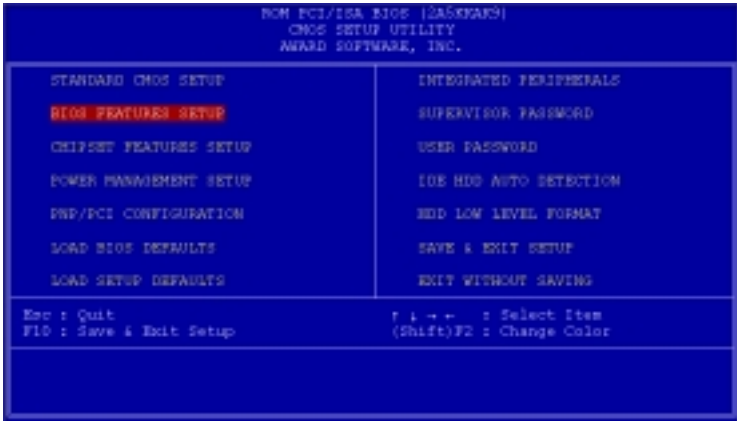 ROM PCI/ISA BIOS (2A5KKAK9)
CMOS SETUP UTILITY
AWARD SOFTWARE, INC.
STANDARD CMOS SETUP
BIOS FEATURES SETUP
CHIPSET FEATURES SETUP
POWER MANAGEMENT SETUP
PNP/PCI CONFIGURATION
LOAD BIOS DEFAULTS
LOAD SETUP DEFAULTS
INTEGRATED PERIPHERALS
SUPERVISOR PASSWORD
USER PASSWORD
IDE HDD AUTO DETECTION
HDD LOW LEVEL FORMAT
SAVE & EXIT SETUP
EXIT WITHOUT SAVING
Esc : Quit
F10 : Save & Exit Setup
↑ ↓ → ← : Select Item
(Shift)F2 : Change Color